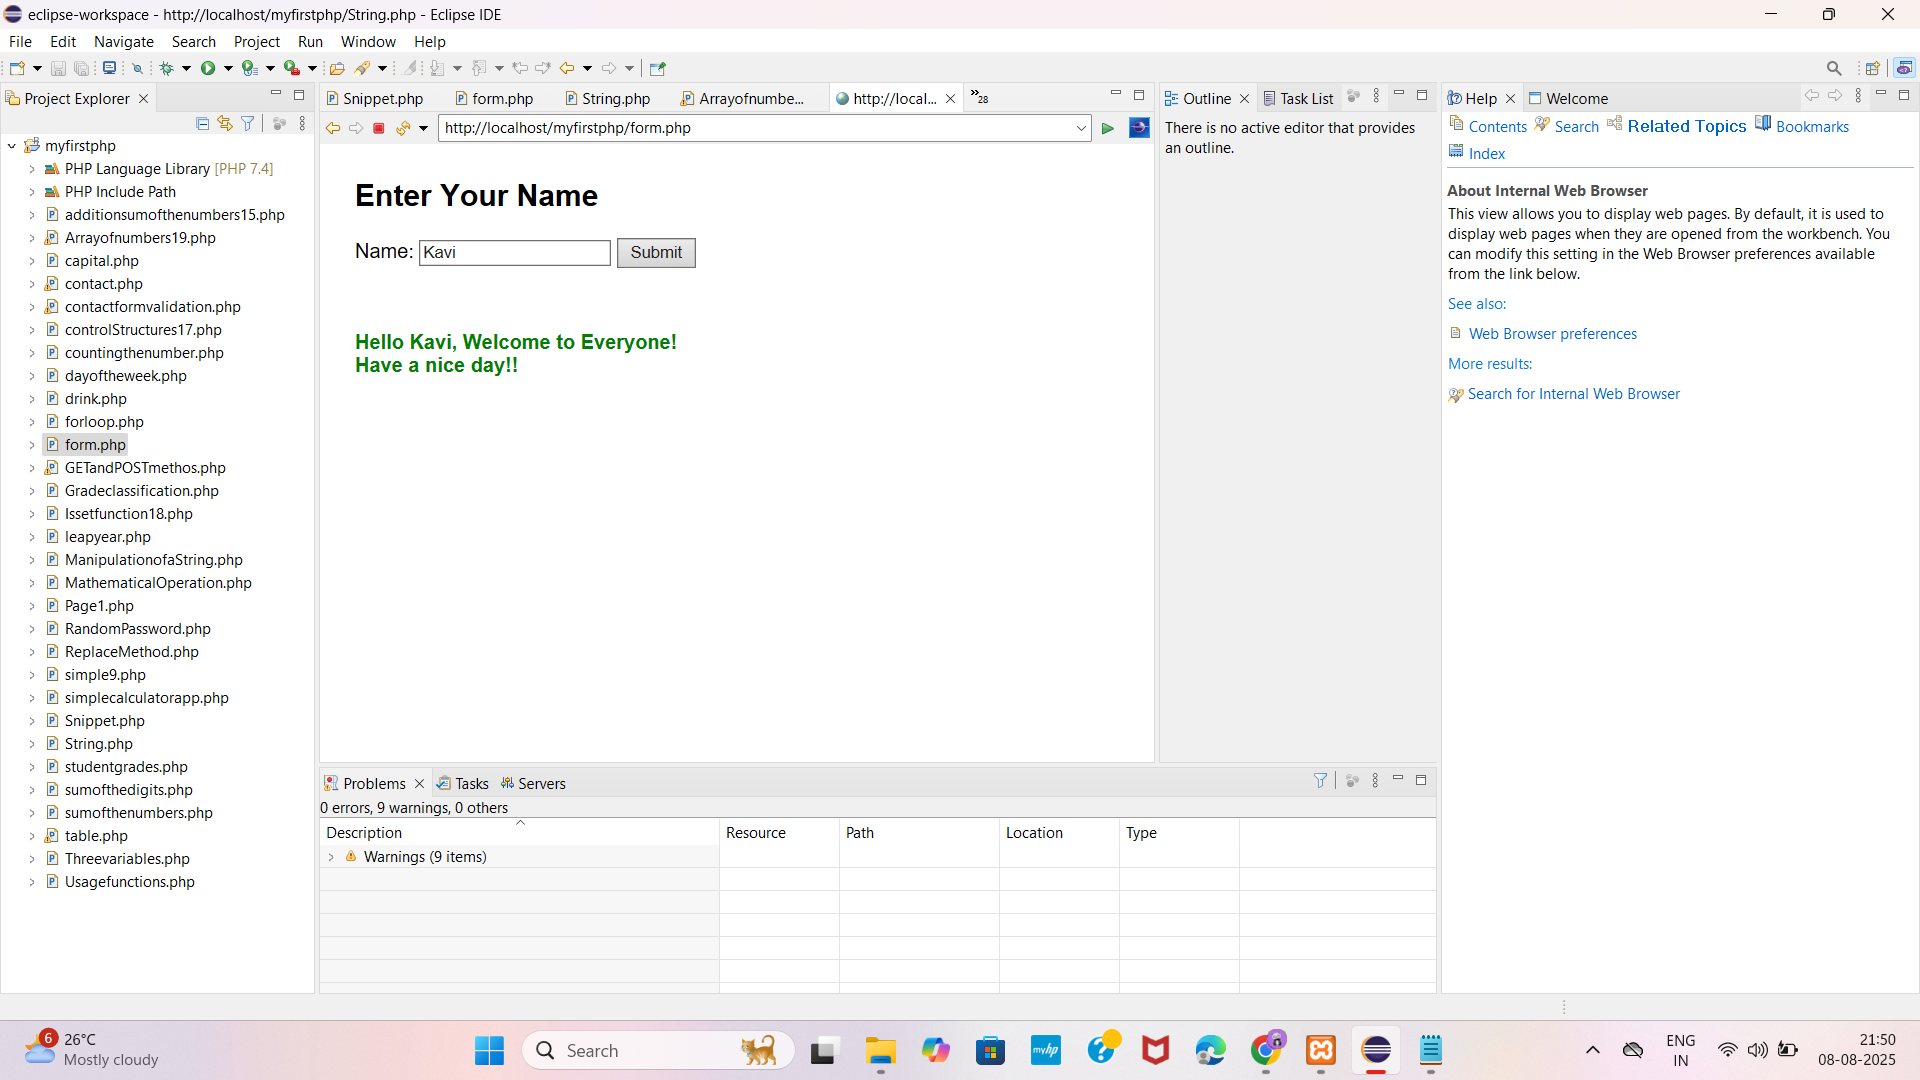 eclipse-workspace - http://localhost/myfirstphp/String.php - Eclipse IDE
File Edit Navigate Search Project Run Window Help
Project Explorer
myfirstphp
PHP Language Library [PHP 7.4]
PHP Include Path
additionsumofthenumbers15.php
Arrayofnumbers19.php
capital.php
contact.php
contactformvalidation.php
controlStructures17.php
countingthenumber.php
dayoftheweek.php
drink.php
forloop.php
form.php
GETandPOSTmethos.php
Gradeclassification.php
Issetfunction18.php
leapyear.php
ManipulationofaString.php
MathematicalOperation.php
Page1.php
RandomPassword.php
ReplaceMethod.php
simple9.php
simplecalculatorapp.php
Snippet.php
String.php
studentgrades.php
sumofthedigits.php
sumofthenumbers.php
table.php
Threevariables.php
Usagefunctions.php
Snippet.php form.php String.php Arrayofnumbe... http://local... 28
http://localhost/myfirstphp/form.php
Enter Your Name
Name: Kavi Submit
Hello Kavi, Welcome to Everyone!
Have a nice day!!
Outline Task List
There is no active editor that provides
an outline.
Help Welcome
Contents Search Related Topics Bookmarks
Index
About Internal Web Browser
This view allows you to display web pages. By default, it is used to
display web pages when they are opened from the workbench. You
can modify this setting in the Web Browser preferences available
from the link below.
See also:
Web Browser preferences
More results:
Search for Internal Web Browser
Problems Tasks Servers
0 errors, 9 warnings, 0 others
Description Resource Path Location Type
Warnings (9 items)
6
26°C
Mostly cloudy
Search
myhp
ENG
IN
21:50
08-08-2025